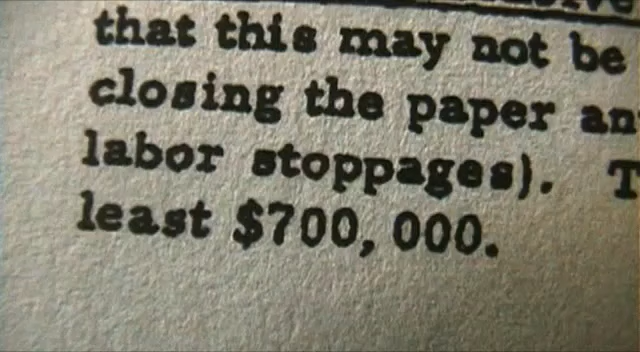 that this may not be
closing the paper an
labor stoppages). T
least $700,000.